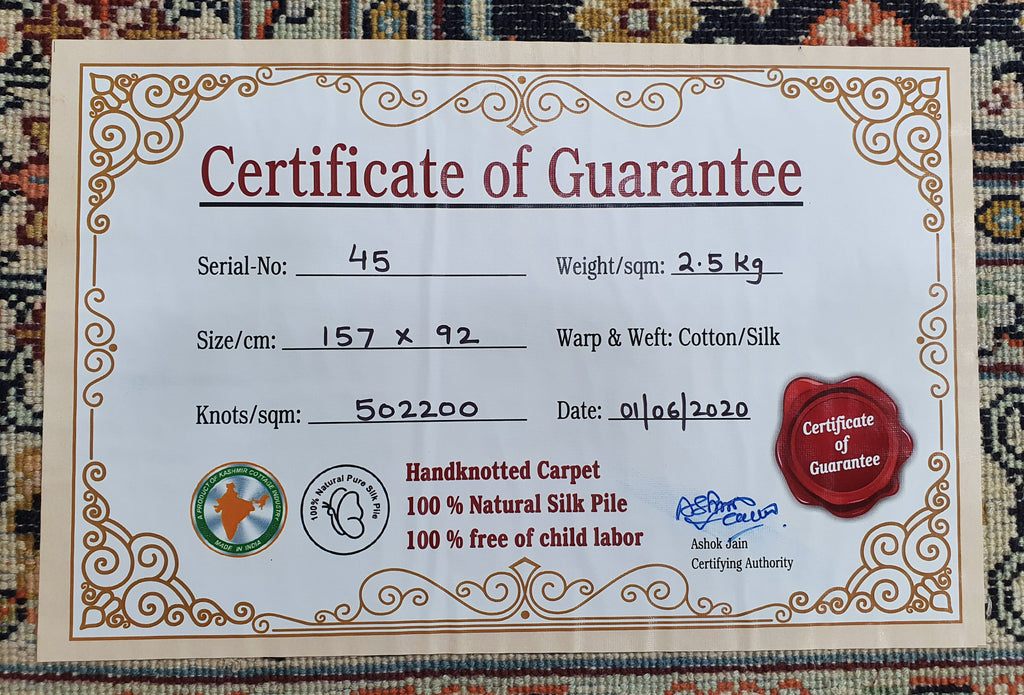 Certificate of Guarantee
Serial-No: 45
Weight/sqm: 2.5 kg
Size/cm: 157 x 92
Warp & Weft: Cotton/Silk
Knots/sqm: 502200
Date: 01/06/2020
Certificate
of
Guarantee
A PRODUCT OF KASHMIR COTTAGE INDUSTRY
MADE IN INDIA
100% Natural Pure Silk Pile
Handknotted Carpet
100 % Natural Silk Pile
100 % free of child labor
Ashok Jain
Certifying Authority